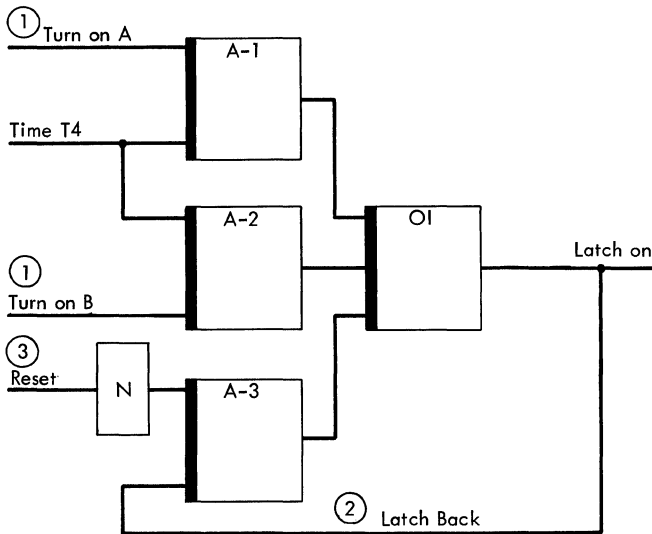 1
Turn on A
A-1
Time T4
A-2
OI
Latch on
1
Turn on B
3
Reset
N
A-3
2
Latch Back